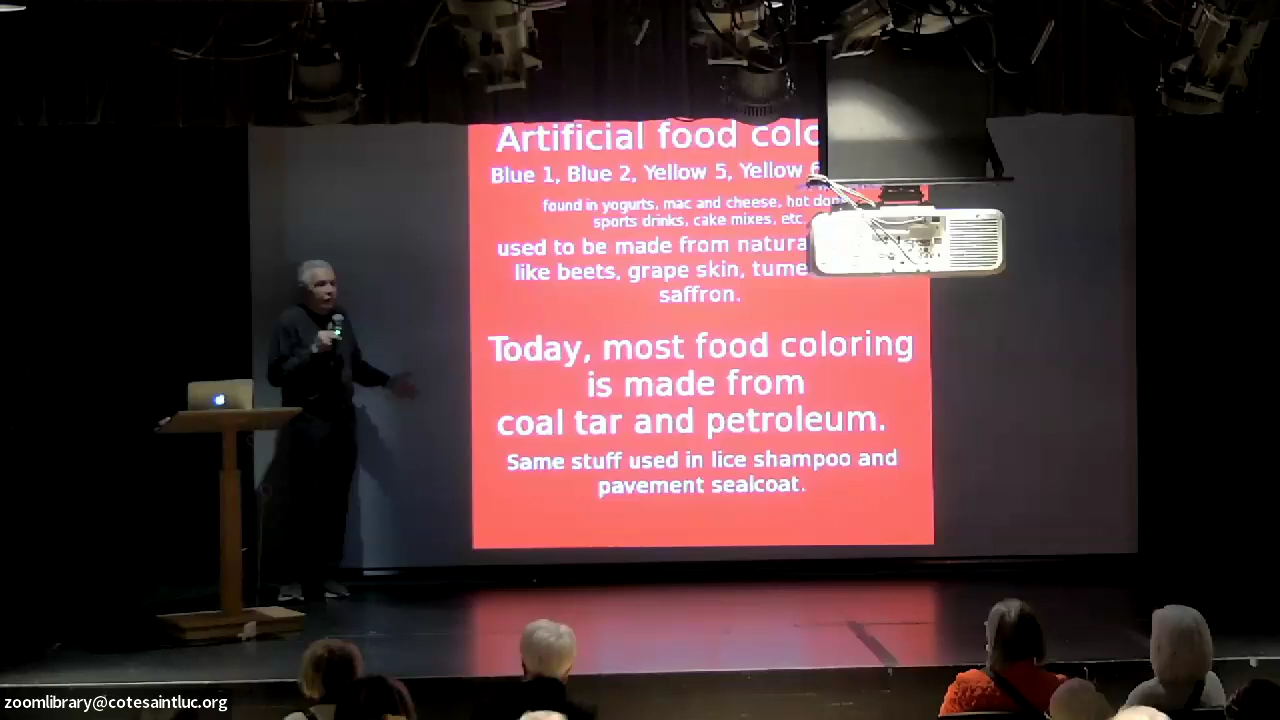 Artificial food colo
Blue 1, Blue 2, Yellow 5, Yellow 6
found in yogurts, mac and cheese, hot dogs
sports drinks, cake mixes, etc.
used to be made from natura
like beets, grape skin, tume
saffron.
Today, most food coloring
is made from
coal tar and petroleum.
Same stuff used in lice shampoo and
pavement sealcoat.
zoomlibrary@cotesaintluc.org